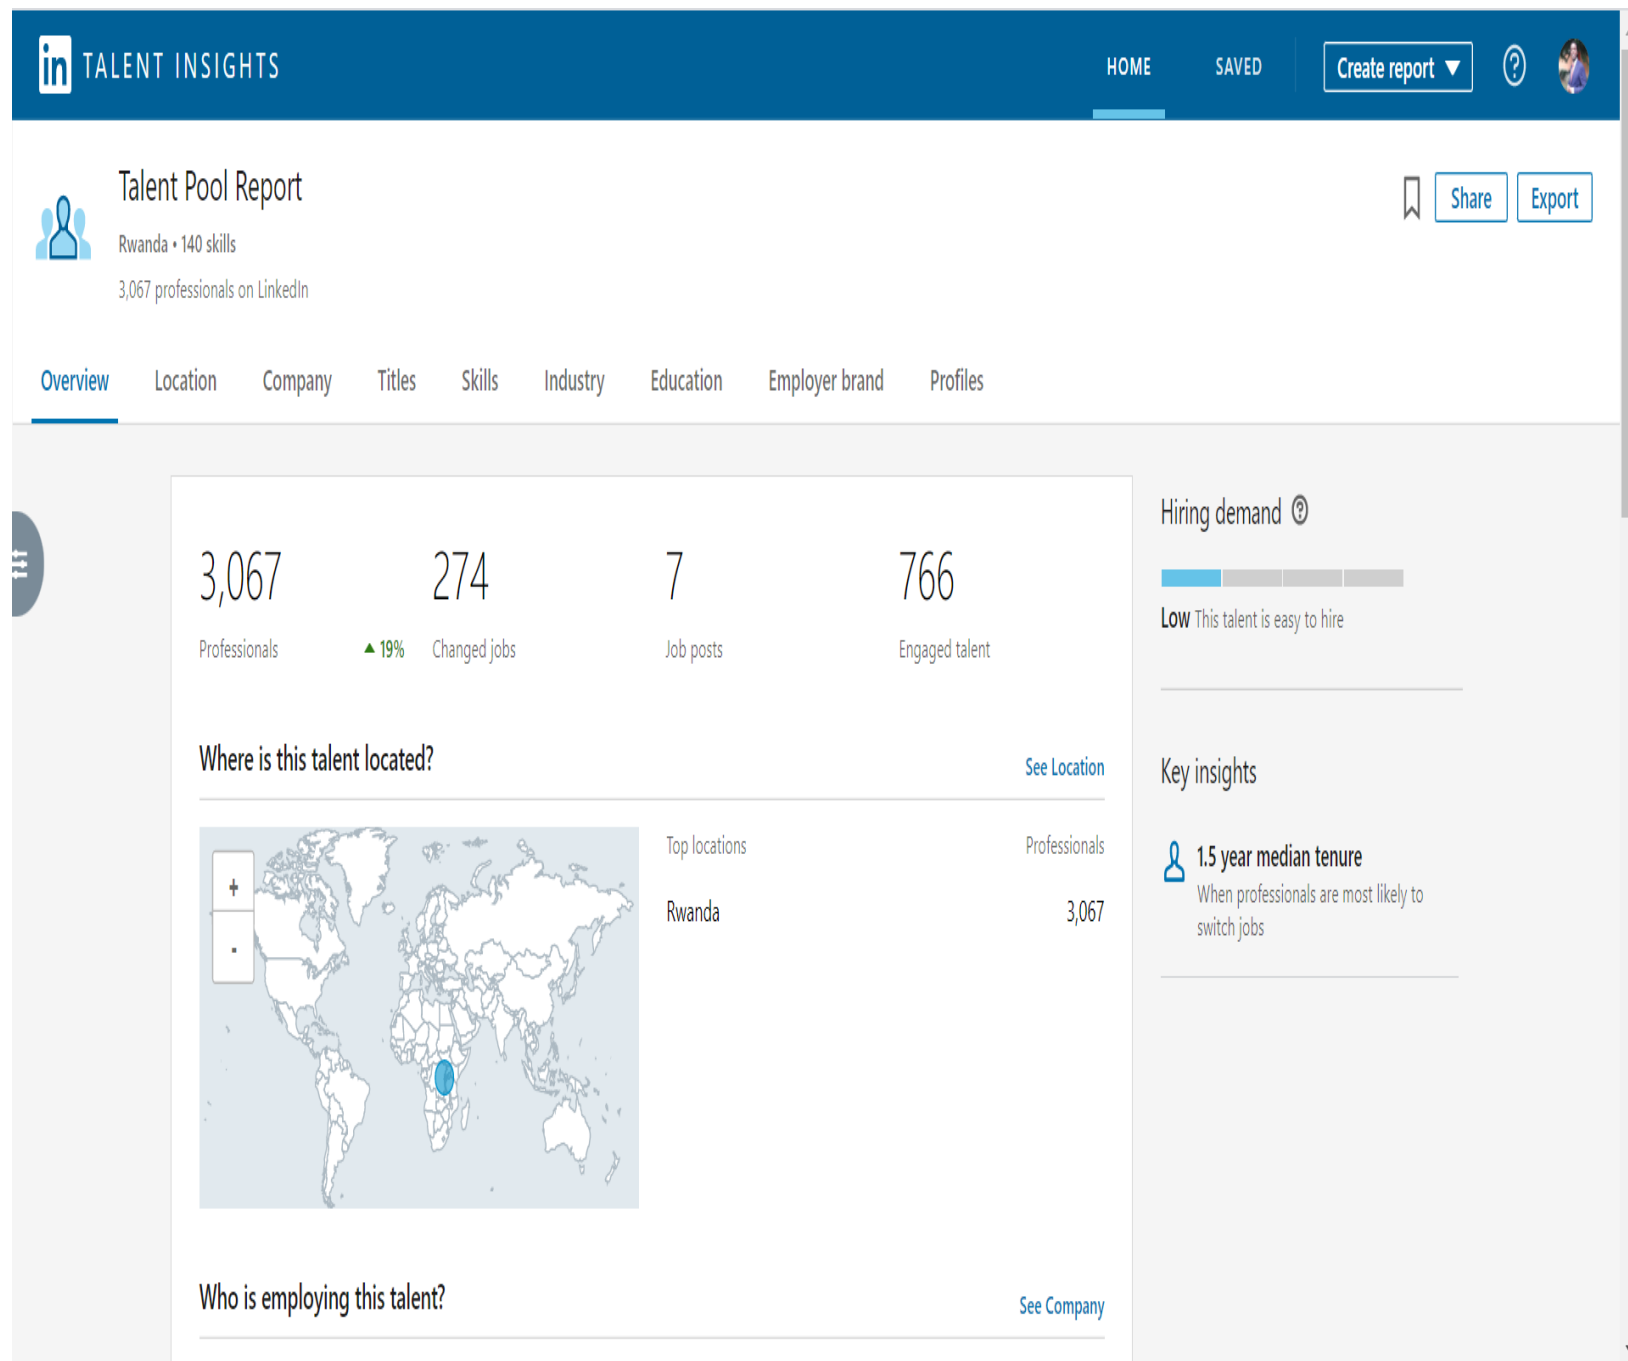 in TALENT INSIGHTS
HOME
SAVED
Create report ▼
?
Talent Pool Report
Rwanda • 140 skills
3,067 professionals on LinkedIn
Share
Export
Overview
Location
Company
Titles
Skills
Industry
Education
Employer brand
Profiles
3,067
Professionals ▲ 19%
274
Changed jobs
7
Job posts
766
Engaged talent
Hiring demand ?
Low This talent is easy to hire
Where is this talent located?
See Location
+
-
Top locations
Professionals
Rwanda
3,067
Key insights
1.5 year median tenure
When professionals are most likely to
switch jobs
Who is employing this talent?
See Company